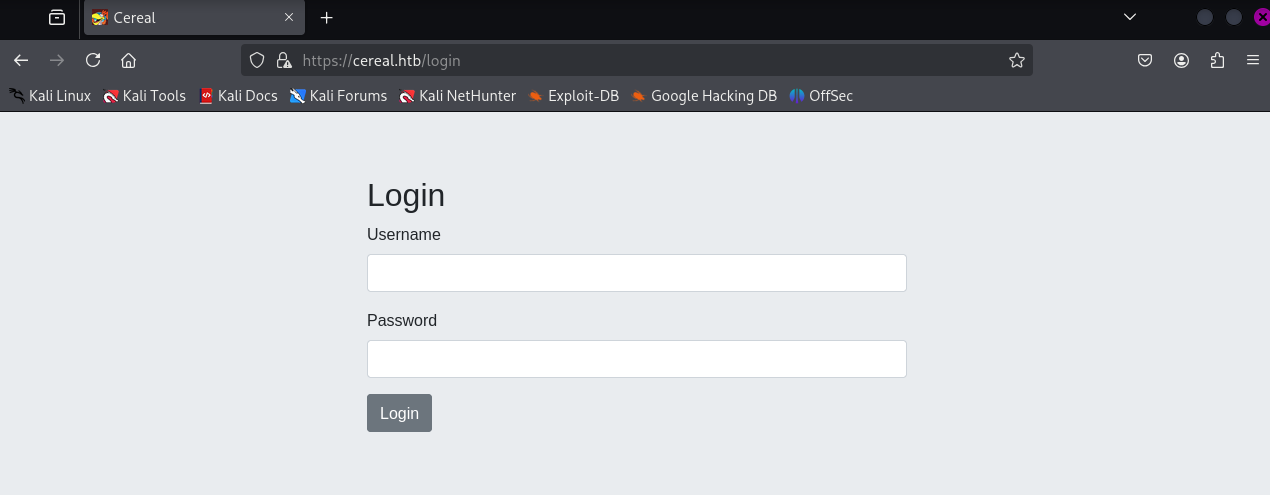 Cereal
https://cereal.htb/login
Kali Linux Kali Tools Kali Docs Kali Forums Kali NetHunter Exploit-DB Google Hacking DB OffSec
Login
Username
Password
Login